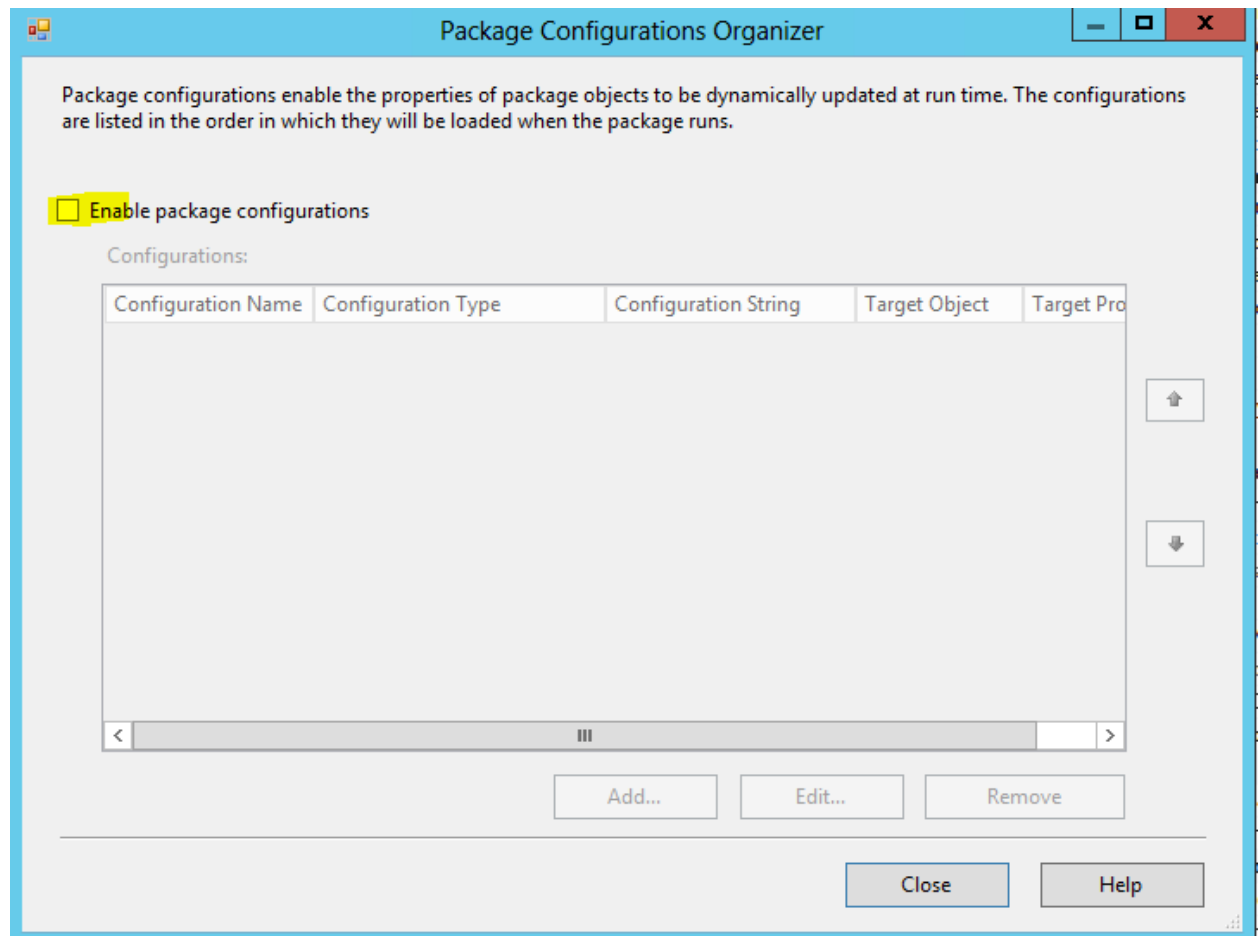 Package Configurations Organizer
Package configurations enable the properties of package objects to be dynamically updated at run time. The configurations
are listed in the order in which they will be loaded when the package runs.
Enable package configurations
Configurations:
Configuration Name Configuration Type Configuration String Target Object Target Pro
Add... Edit... Remove
Close Help